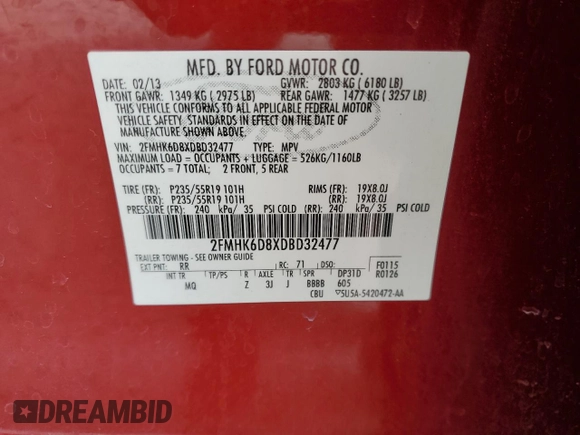 MFD. BY FORD MOTOR CO.
DATE: 02/13 GVWR: 2803 KG ( 6180 LB)
FRONT GAWR: 1349 KG ( 2975 LB) REAR GAWR: 1477 KG ( 3257 LB)
THIS VEHICLE CONFORMS TO ALL APPLICABLE FEDERAL MOTOR
VEHICLE SAFETY STANDARDS IN EFFECT ON THE DATE OF
MANUFACTURE SHOWN ABOVE.
VIN: 2FMHK6D8XDBD32477 TYPE: MPV
MAXIMUM LOAD = OCCUPANTS + LUGGAGE = 526KG/1160LB
OCCUPANTS = 7 TOTAL; 2 FRONT, 5 REAR
TIRE (FR): P235/55R19 101H RIMS (FR): 19X8.0J
(RR): P235/55R19 101H (RR): 19X8.0J
PRESSURE (FR): 240 kPa/ 35 PSI COLD (RR): 240 kPa/ 35 PSI COLD
2FMHK6D8XDBD32477
TRAILER TOWING - SEE OWNER GUIDE
EXT PNT: RR RC: 71 DSO: F0115
INT TR TP/PS R AXLE TR SPR DP31D R0126
MQ Z 3J J BBBB 605
CBU ▽5U5A-5420472-AA
DREAMBID